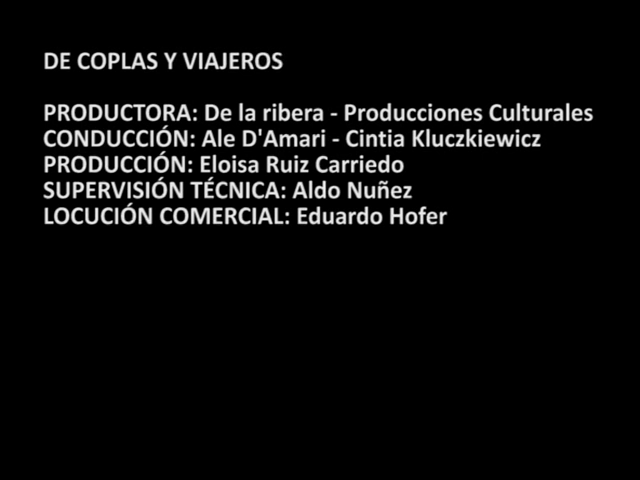 DE COPLAS Y VIAJEROS
PRODUCTORA: De la ribera - Producciones Culturales
CONDUCCIÓN: Ale D'Amari - Cintia Kluczkiewicz
PRODUCCIÓN: Eloisa Ruiz Carriedo
SUPERVISIÓN TÉCNICA: Aldo Nuñez
LOCUCIÓN COMERCIAL: Eduardo Hofer